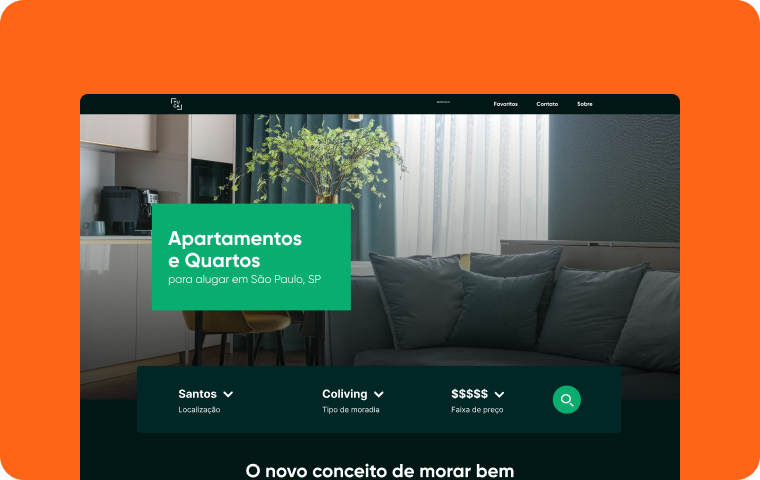 Favoritos
Contato
Sobre
Apartamentos
e Quartos
para alugar em São Paulo, SP
Santos
Localização
Coliving
Tipo de moradia
$$$$$
Faixa de preço
O novo conceito de morar bem